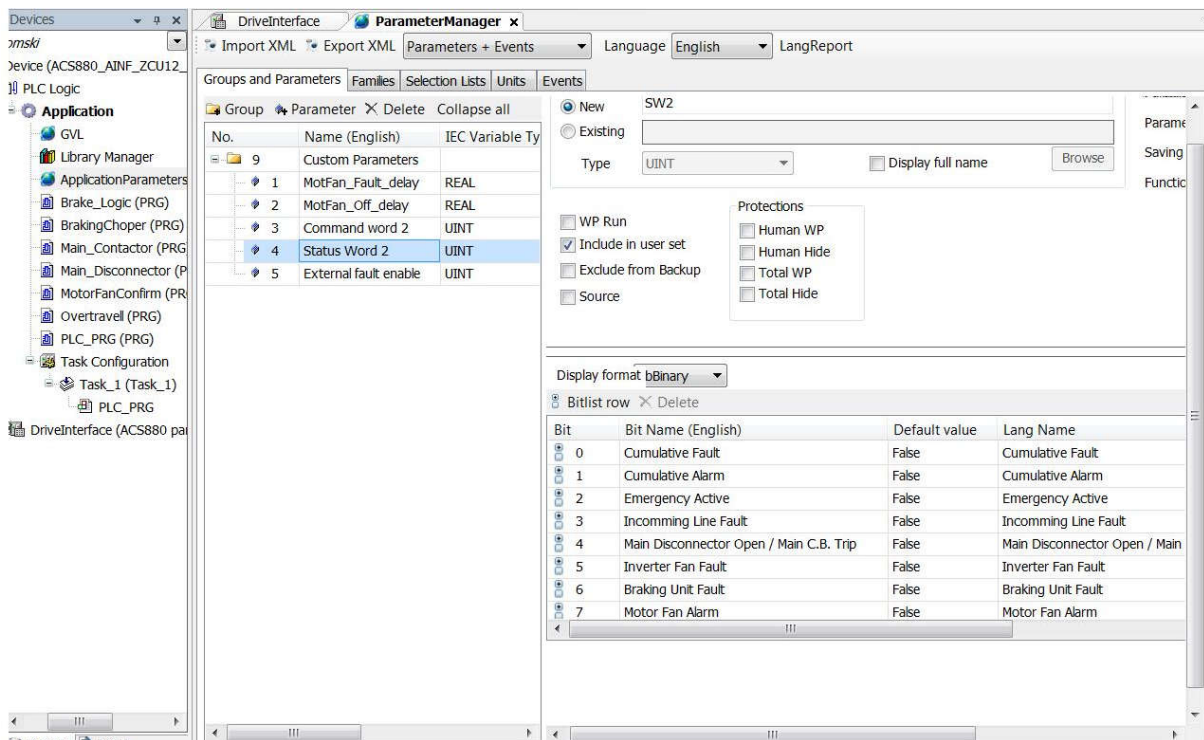 Devices
DriveInterface
ParameterManager x
omski
Import XML Export XML Parameters + Events Language English LangReport
Device (ACS880_AINF_ZCU12_
PLC Logic
Application
GVL
Library Manager
ApplicationParameters
Brake_Logic (PRG)
BrakingChoper (PRG)
Main_Contactor (PRG
Main_Disconnector (P
MotorFanConfirm (PR
Overtravell (PRG)
PLC_PRG (PRG)
Task Configuration
Task_1 (Task_1)
PLC_PRG
DriveInterface (ACS880 pa
Groups and Parameters Families Selection Lists Units Events
Group Parameter Delete Collapse all
No. Name (English) IEC Variable Ty
9 Custom Parameters
1 MotFan_Fault_delay REAL
2 MotFan_Off_delay REAL
3 Command word 2 UINT
4 Status Word 2 UINT
5 External fault enable UINT
New SW2
Existing
Type UINT Display full name Browse
Parame
Saving
Functio
WP Run
Include in user set
Exclude from Backup
Source
Protections
Human WP
Human Hide
Total WP
Total Hide
Display format bBinary
Bitlist row Delete
Bit Bit Name (English) Default value Lang Name
0 Cumulative Fault False Cumulative Fault
1 Cumulative Alarm False Cumulative Alarm
2 Emergency Active False Emergency Active
3 Incomming Line Fault False Incomming Line Fault
4 Main Disconnector Open / Main C.B. Trip False Main Disconnector Open / Main
5 Inverter Fan Fault False Inverter Fan Fault
6 Braking Unit Fault False Braking Unit Fault
7 Motor Fan Alarm False Motor Fan Alarm